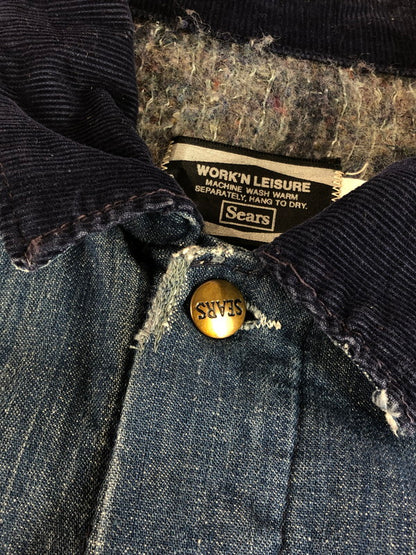 WORK'N LEISURE
MACHINE WASH WARM
SEPARATELY, HANG TO DRY.
Sears
SEARS